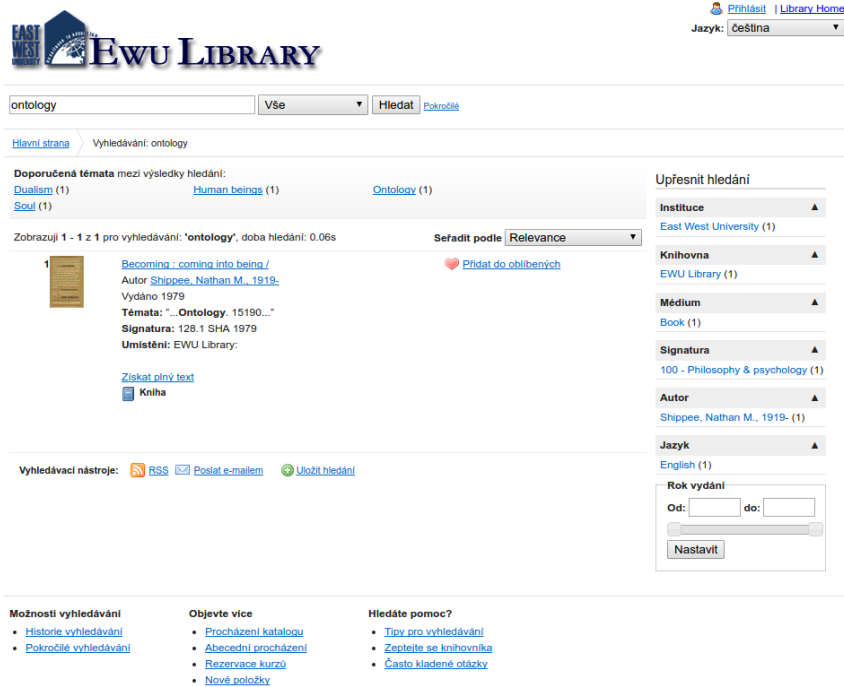 Přihlásit | Library Home
Jazyk: čeština
EAST
WEST
UNIVERSITY
EWU LIBRARY
ontology Vše Hledat Pokročilé
Hlavní strana Vyhledávání: ontology
Doporučená témata mezi výsledky hledání:
Dualism (1) Human beings (1) Ontology (1)
Soul (1)
Zobrazuji 1 - 1 z 1 pro vyhledávání: 'ontology', doba hledání: 0.06s
Seřadit podle Relevance
1
Becoming : coming into being /
Přidat do oblíbených
Autor Shippee, Nathan M., 1919-
Vydáno 1979
Témata: "...Ontology. 15190..."
Signatura: 128.1 SHA 1979
Umístění: EWU Library:
Získat plný text
Kniha
Vyhledávací nástroje: RSS Poslat e-mailem Uložit hledání
Upřesnit hledání
Instituce
East West University (1)
Knihovna
EWU Library (1)
Médium
Book (1)
Signatura
100 - Philosophy & psychology (1)
Autor
Shippee, Nathan M., 1919- (1)
Jazyk
English (1)
Rok vydání
Od: do:
Nastavit
Možnosti vyhledávání
Historie vyhledávání
Pokročilé vyhledávání
Objevte více
Procházení katalogu
Abecední procházení
Rezervace kurzů
Nové položky
Hledáte pomoc?
Tipy pro vyhledávání
Zeptejte se knihovníka
Často kladené otázky